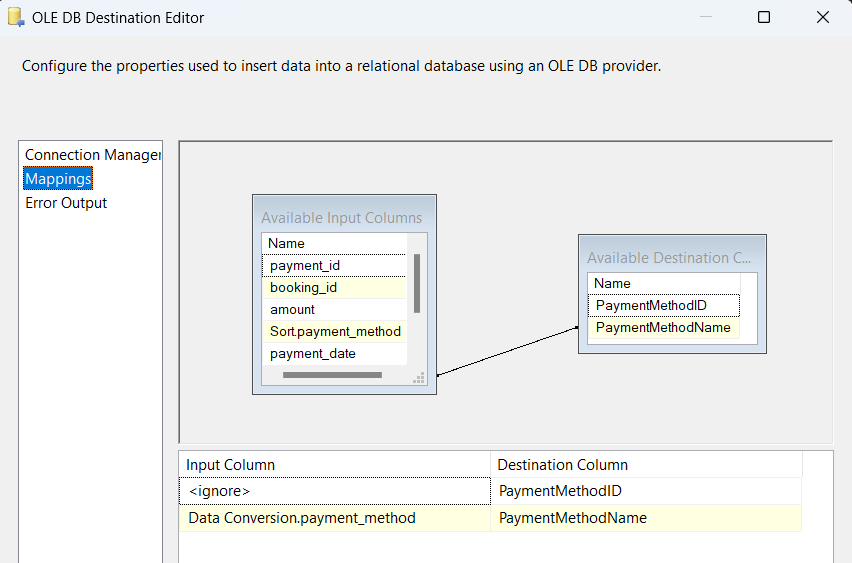 OLE DB Destination Editor
Configure the properties used to insert data into a relational database using an OLE DB provider.
Connection Manager
Mappings
Error Output
Available Input Columns
Name
payment_id
booking_id
amount
Sort.payment_method
payment_date
Available Destination C...
Name
PaymentMethodID
PaymentMethodName
Input Column Destination Column
<ignore> PaymentMethodID
Data Conversion.payment_method PaymentMethodName